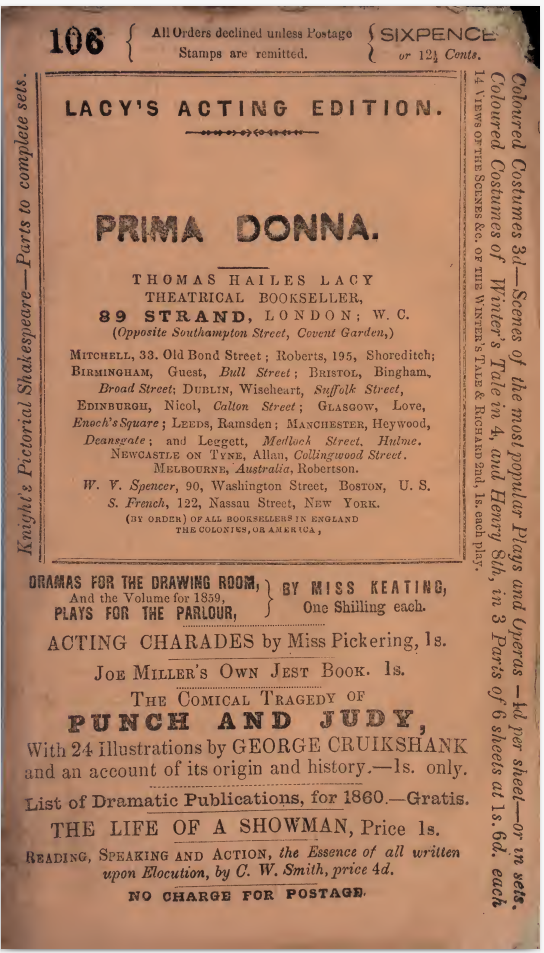 106 { All Orders declined unless Postage
Stamps are remitted. { SIXPENCE
or 12½ Cents.
Knight's Pictorial Shakespeare—Parts to complete sets.
LACY'S ACTING EDITION.
PRIMA DONNA.
THOMAS HAILES LACY
THEATRICAL BOOKSELLER,
89 STRAND, LONDON; W. C.
(Opposite Southampton Street, Covent Garden,)
MITCHELL, 33. Old Bond Street; Roberts, 195, Shoreditch;
BIRMINGHAM, Guest, Bull Street; BRISTOL, Bingham,
Broad Street; DUBLIN, Wiseheart, Suffolk Street,
EDINBURGH, Nicol, Calton Street; GLASGOW, Love,
Enoch's Square; LEEDS, Ramsden; MANCHESTER, Heywood,
Deansgate; and Leggett, Medlock Street. Hulme.
NEWCASTLE ON TYNE, Allan, Collingwood Street.
MELBOURNE, Australia, Robertson.
W. V. Spencer, 90, Washington Street, BOSTON, U. S.
S. French, 122, Nassau Street, NEW YORK.
(BY ORDER) OF ALL BOOKSELLERS IN ENGLAND
THE COLONIES, OR AMERICA,
Coloured Costumes 3d—Scenes of the most popular Plays and Operas—1d per sheet—or in sets.
Coloured Costumes of Winter's Tale in 4, and Henry 8th, in 3 Parts of 6 sheets at 1s. 6d. each
14 VIEWS OF THE SCENES &c. OF THE WINTER'S TALE & RICHARD 2nd, 1s. each play.
DRAMAS FOR THE DRAWING ROOM,
And the Volume for 1859,
PLAYS FOR THE PARLOUR, } BY MISS KEATING,
One Shilling each.
ACTING CHARADES by Miss Pickering, 1s.
JOE MILLER'S OWN JEST BOOK. 1s.
THE COMICAL TRAGEDY OF
PUNCH AND JUDY,
With 24 Illustrations by GEORGE CRUIKSHANK
and an account of its origin and history.—1s. only.
List of Dramatic Publications, for 1860.—Gratis.
THE LIFE OF A SHOWMAN, Price 1s.
READING, SPEAKING AND ACTION, the Essence of all written
upon Elocution, by C. W. Smith, price 4d.
NO CHARGE FOR POSTAGE.